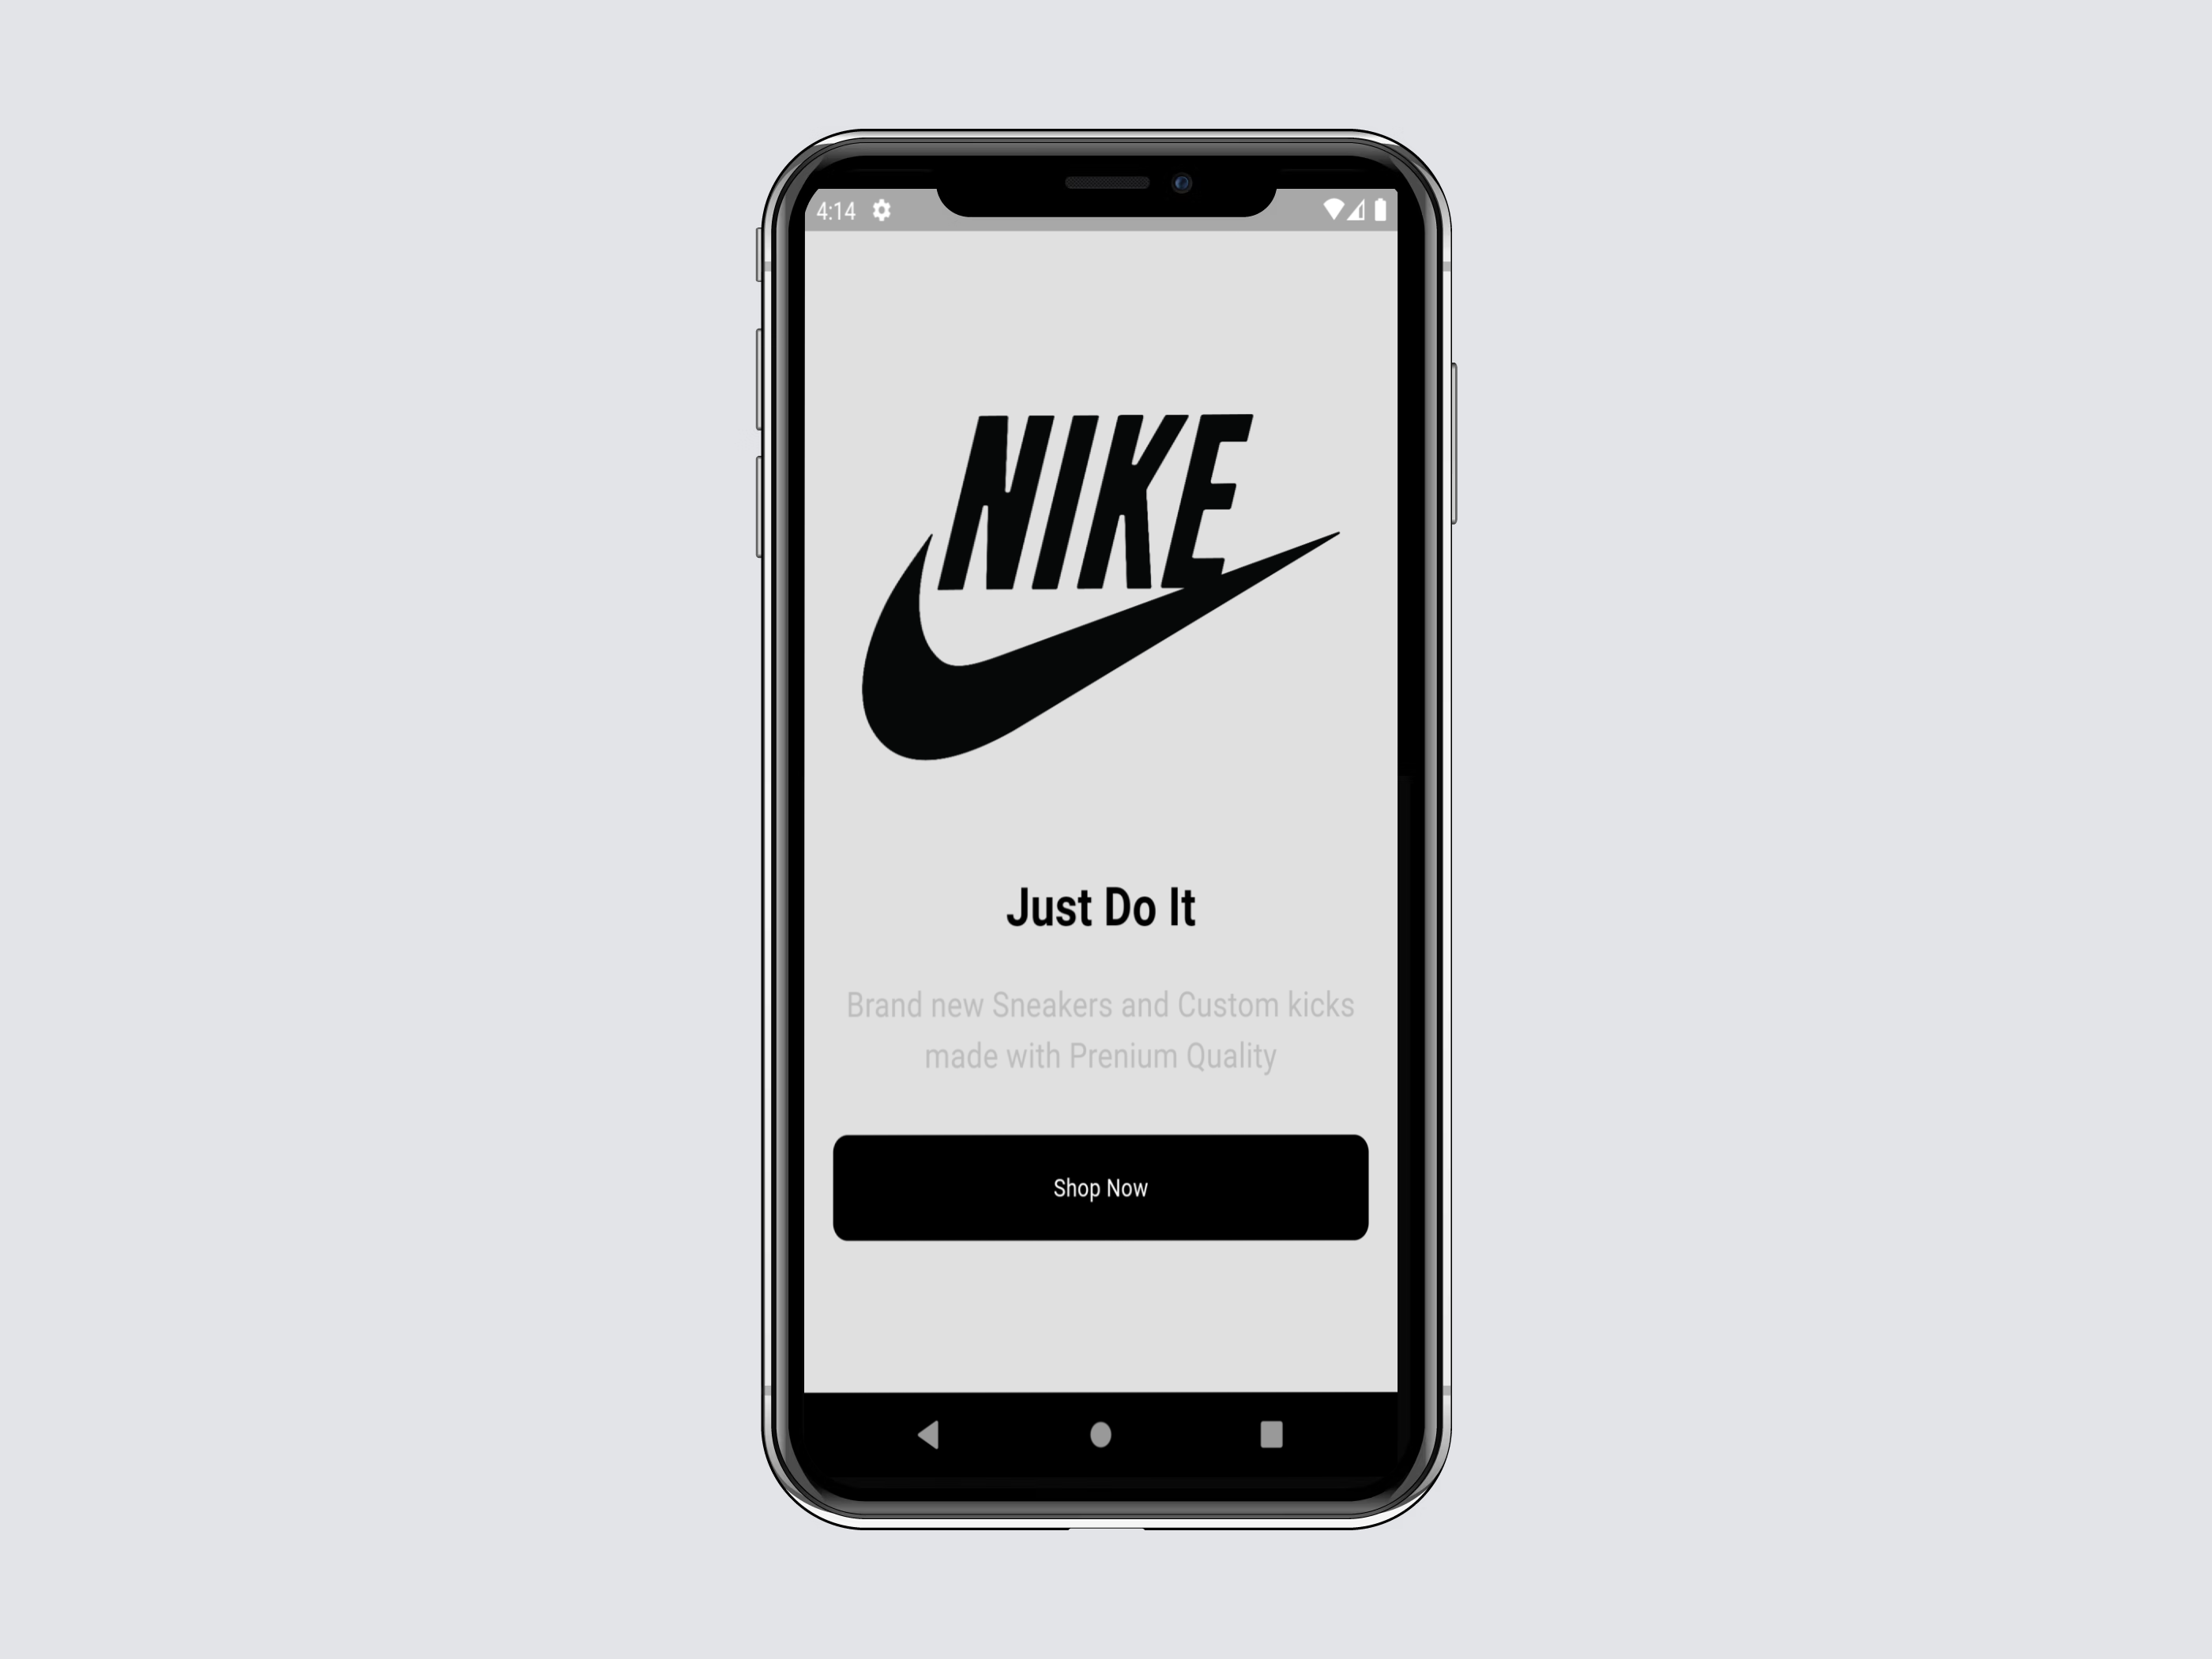 4:14
NIKE
Just Do It
Brand new Sneakers and Custom kicks
made with Prenium Quality
Shop Now